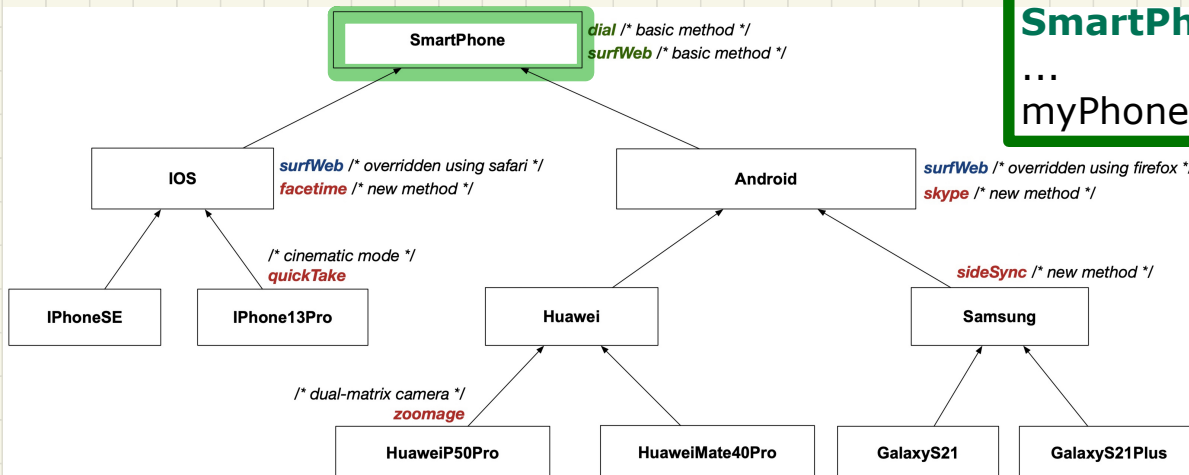 SmartPhone
dial /* basic method */
surfWeb /* basic method */
...
myPhone
IOS
surfWeb /* overridden using safari */
facetime /* new method */
Android
surfWeb /* overridden using firefox */
skype /* new method */
/* cinematic mode */
quickTake
sideSync /* new method */
IPhoneSE
IPhone13Pro
Huawei
Samsung
/* dual-matrix camera */
zoomage
HuaweiP50Pro
HuaweiMate40Pro
GalaxyS21
GalaxyS21Plus